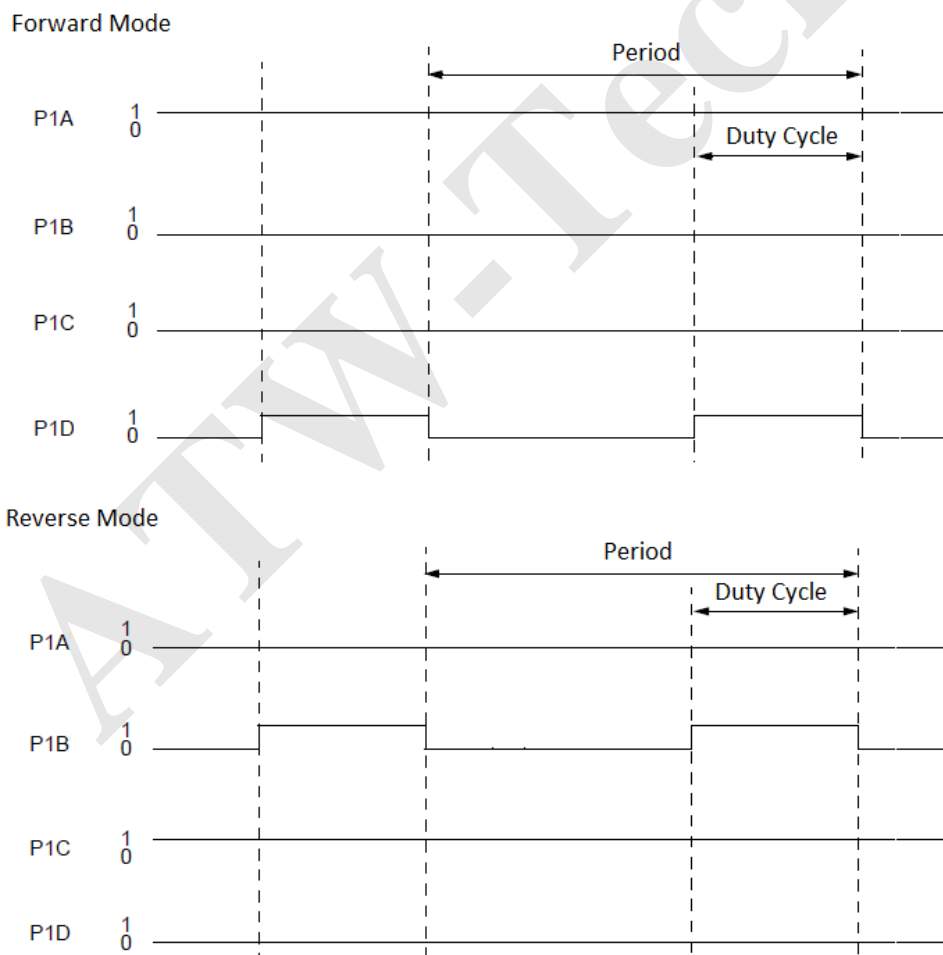 Forward Mode
Period
P1A 1
0
Duty Cycle
P1B 1
0
P1C 1
0
P1D 1
0
Reverse Mode
Period
Duty Cycle
P1A 1
0
P1B 1
0
P1C 1
0
P1D 1
0
ATW-Tec